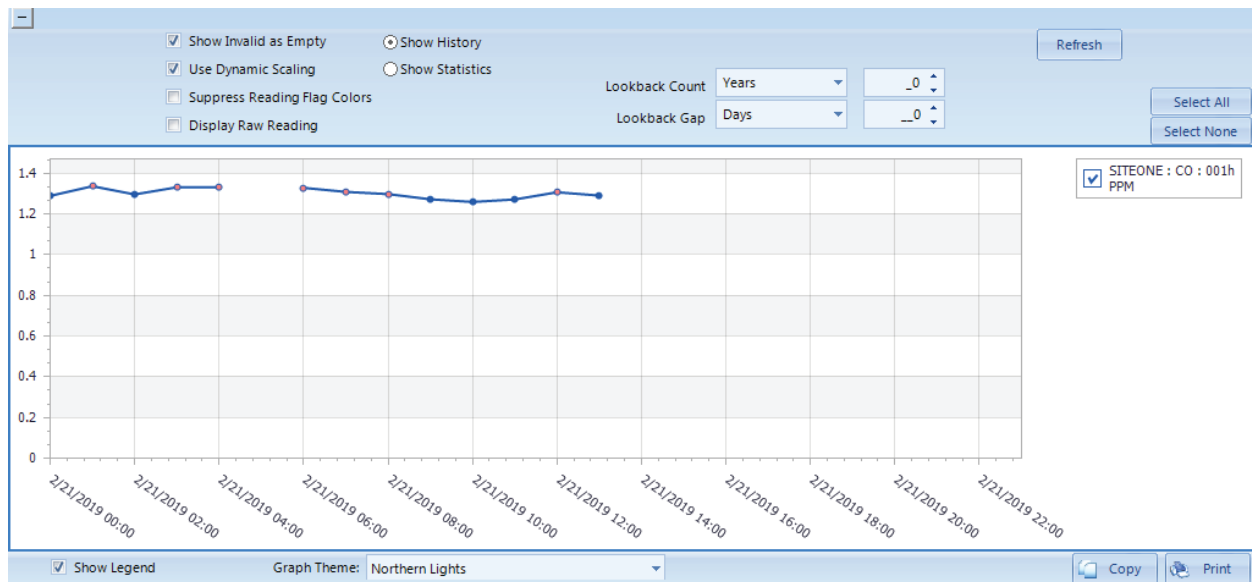 −
Show Invalid as Empty
Show History
Refresh
Use Dynamic Scaling
Show Statistics
Lookback Count Years _0
Suppress Reading Flag Colors
Select All
Lookback Gap Days __0
Display Raw Reading
Select None
1.4
1.2
1
0.8
0.6
0.4
0.2
0
SITEONE : CO : 001h
PPM
2/21/2019 00:00
2/21/2019 02:00
2/21/2019 04:00
2/21/2019 06:00
2/21/2019 08:00
2/21/2019 10:00
2/21/2019 12:00
2/21/2019 14:00
2/21/2019 16:00
2/21/2019 18:00
2/21/2019 20:00
2/21/2019 22:00
Show Legend
Graph Theme: Northern Lights
Copy
Print